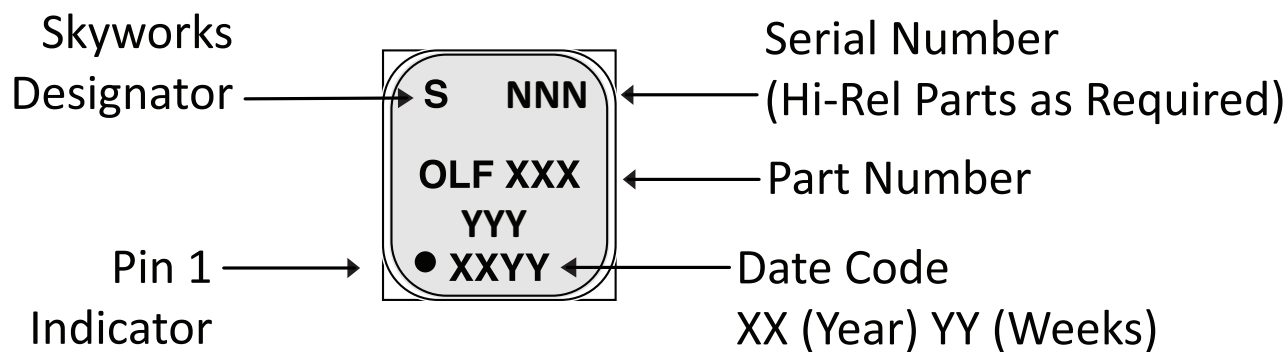 Skyworks
Designator
S NNN
Serial Number
(Hi-Rel Parts as Required)
OLF XXX
Part Number
YYY
Pin 1
Indicator
XXYY
Date Code
XX (Year) YY (Weeks)